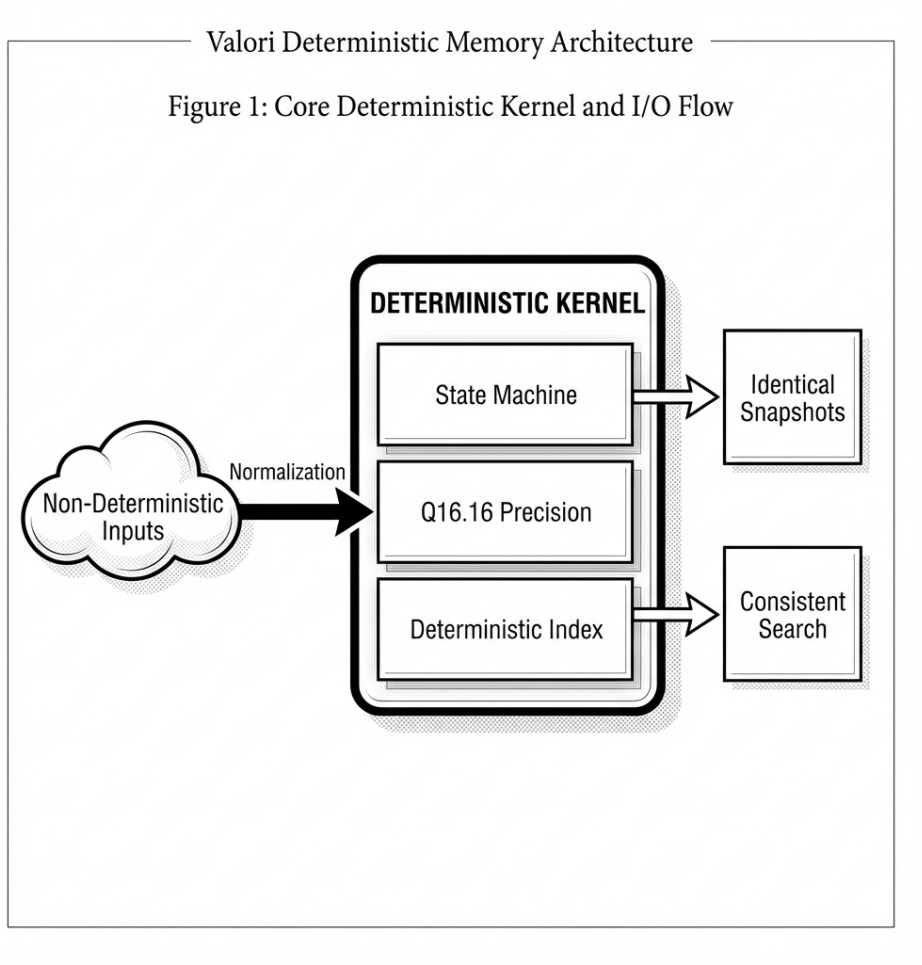 Valori Deterministic Memory Architecture
Figure 1: Core Deterministic Kernel and I/O Flow
DETERMINISTIC KERNEL
State Machine
Identical
Snapshots
Normalization
Non-Deterministic
Inputs
Q16.16 Precision
Deterministic Index
Consistent
Search